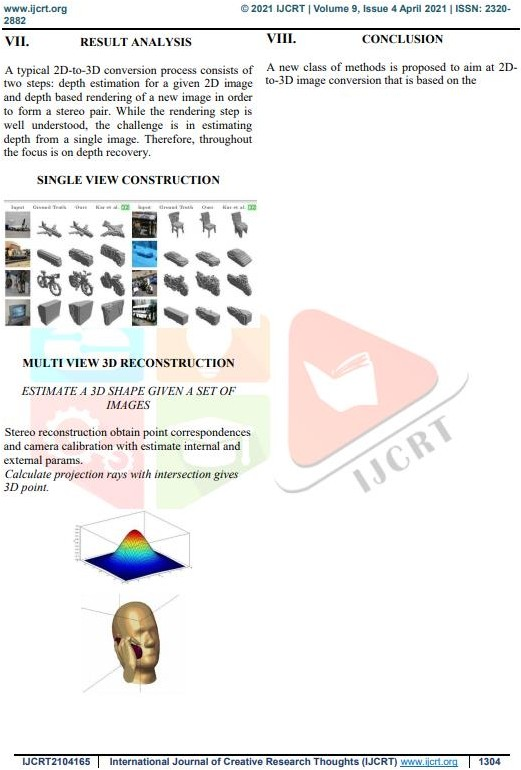 www.ijcrt.org © 2021 IJCRT | Volume 9, Issue 4 April 2021 | ISSN: 2320-
2882
VII. RESULT ANALYSIS
A typical 2D-to-3D conversion process consists of
two steps: depth estimation for a given 2D image
and depth based rendering of a new image in order
to form a stereo pair. While the rendering step is
well understood, the challenge is in estimating
depth from a single image. Therefore, throughout
the focus is on depth recovery.
SINGLE VIEW CONSTRUCTION
Input Ground Truth Ours Kar et al. Input Ground Truth Ours Kar et al.
MULTI VIEW 3D RECONSTRUCTION
ESTIMATE A 3D SHAPE GIVEN A SET OF
IMAGES
Stereo reconstruction obtain point correspondences
and camera calibration with estimate internal and
external params.
Calculate projection rays with intersection gives
3D point.
VIII. CONCLUSION
A new class of methods is proposed to aim at 2D-
to-3D image conversion that is based on the
IJCRT
IJCRT2104165 International Journal of Creative Research Thoughts (IJCRT) www.ijcrt.org 1304